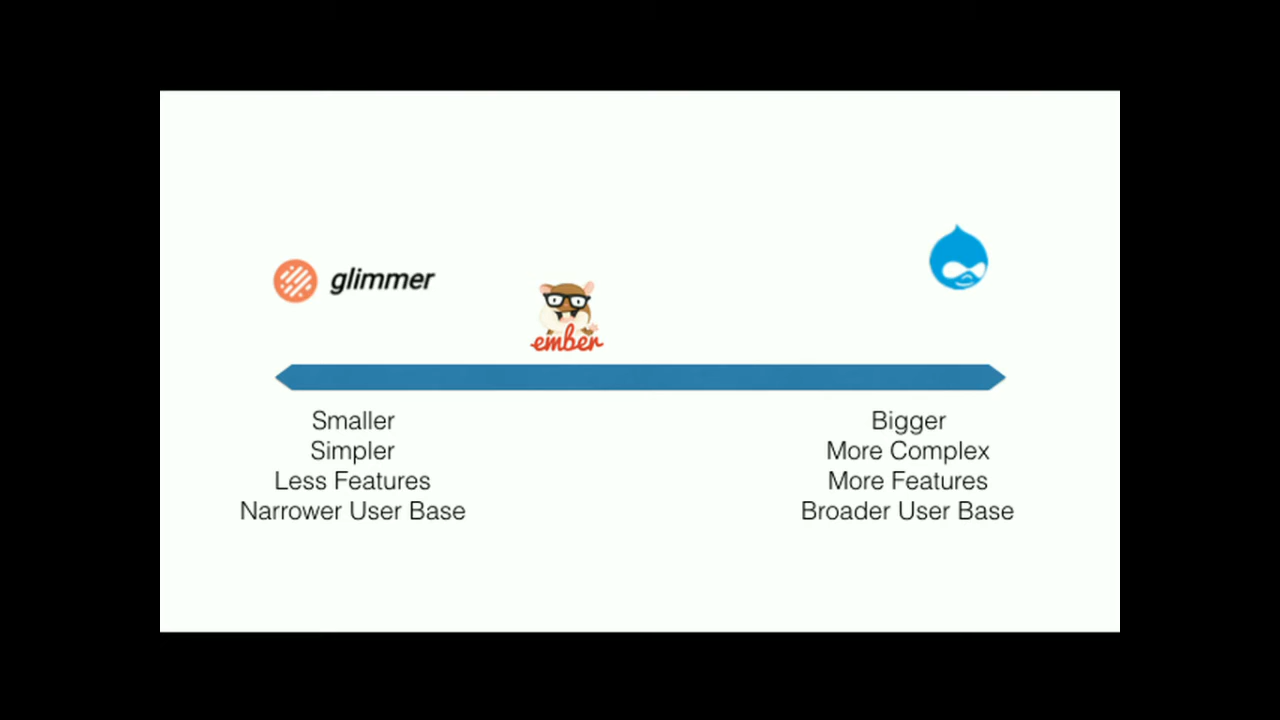 glimmer
ember
Smaller
Simpler
Less Features
Narrower User Base
Bigger
More Complex
More Features
Broader User Base